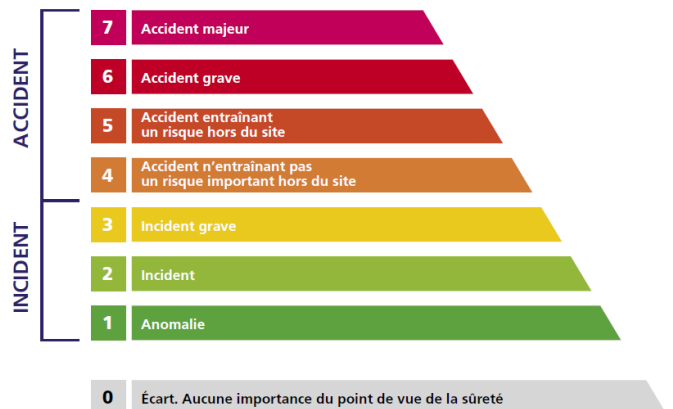 ACCIDENT
7 Accident majeur
6 Accident grave
5 Accident entraînant
un risque hors du site
4 Accident n’entraînant pas
un risque important hors du site
INCIDENT
3 Incident grave
2 Incident
1 Anomalie
0 Écart. Aucune importance du point de vue de la sûreté